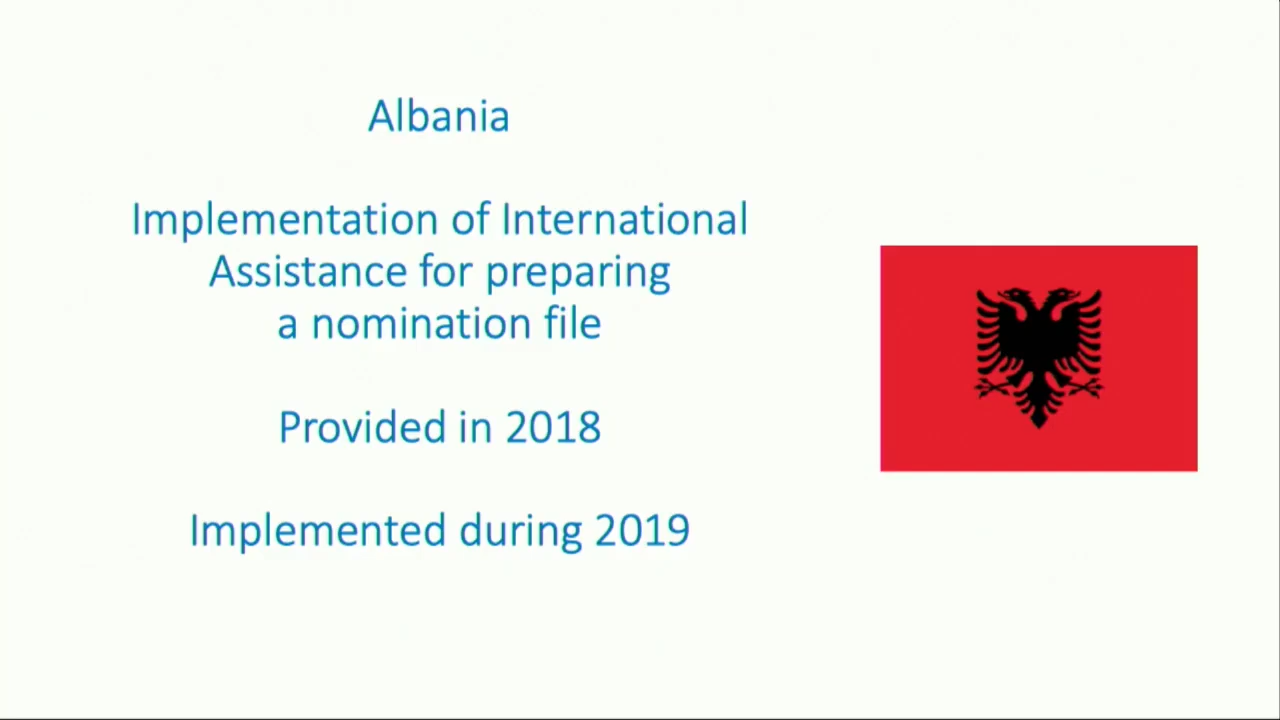 Albania
Implementation of International
Assistance for preparing
a nomination file
Provided in 2018
Implemented during 2019